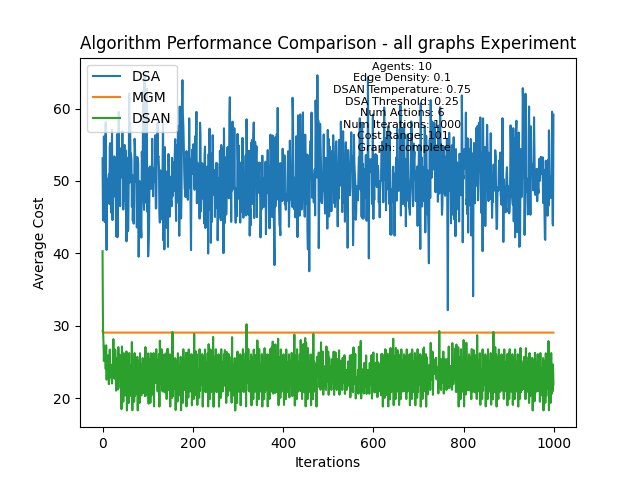 Algorithm Performance Comparison - all graphs Experiment
DSA
MGM
DSAN
Agents: 10
Edge Density: 0.1
DSAN Temperature: 0.75
DSA Threshold: 0.25
Num Actions: 6
Num Iterations: 1000
Cost Range: 101
Graph: complete
Average Cost
60
50
40
30
20
0
200
400
600
800
1000
Iterations